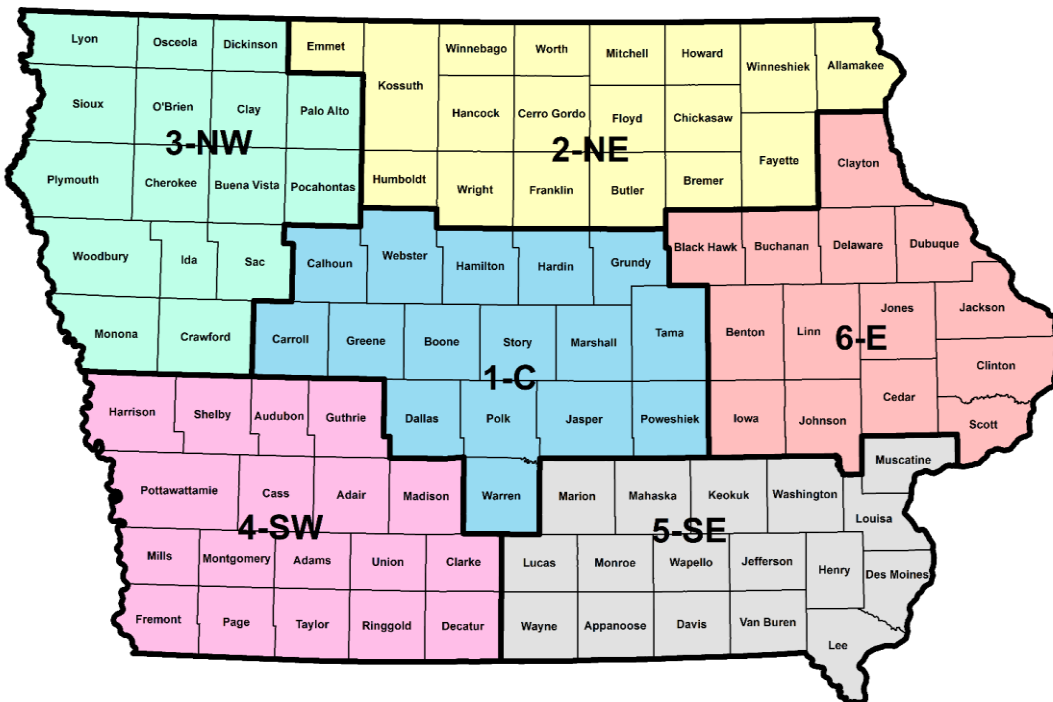 Lyon
Osceola
Dickinson
Emmet
Kossuth
Winnebago
Worth
Mitchell
Howard
Winneshiek
Allamakee
Sioux
O'Brien
Clay
Palo Alto
Hancock
Cerro Gordo
Floyd
Chickasaw
3-NW
2-NE
Plymouth
Cherokee
Buena Vista
Pocahontas
Humboldt
Wright
Franklin
Butler
Bremer
Fayette
Clayton
Woodbury
Ida
Sac
Calhoun
Webster
Hamilton
Hardin
Grundy
Black Hawk
Buchanan
Delaware
Dubuque
Monona
Crawford
Carroll
Greene
Boone
Story
Marshall
Tama
Benton
Linn
Jones
Jackson
1-C
6-E
Clinton
Harrison
Shelby
Audubon
Guthrie
Dallas
Polk
Jasper
Poweshiek
Iowa
Johnson
Cedar
Scott
Muscatine
Pottawattamie
Cass
Adair
Madison
Warren
Marion
Mahaska
Keokuk
Washington
Louisa
4-SW
5-SE
Mills
Montgomery
Adams
Union
Clarke
Lucas
Monroe
Wapello
Jefferson
Henry
Des Moines
Fremont
Page
Taylor
Ringgold
Decatur
Wayne
Appanoose
Davis
Van Buren
Lee